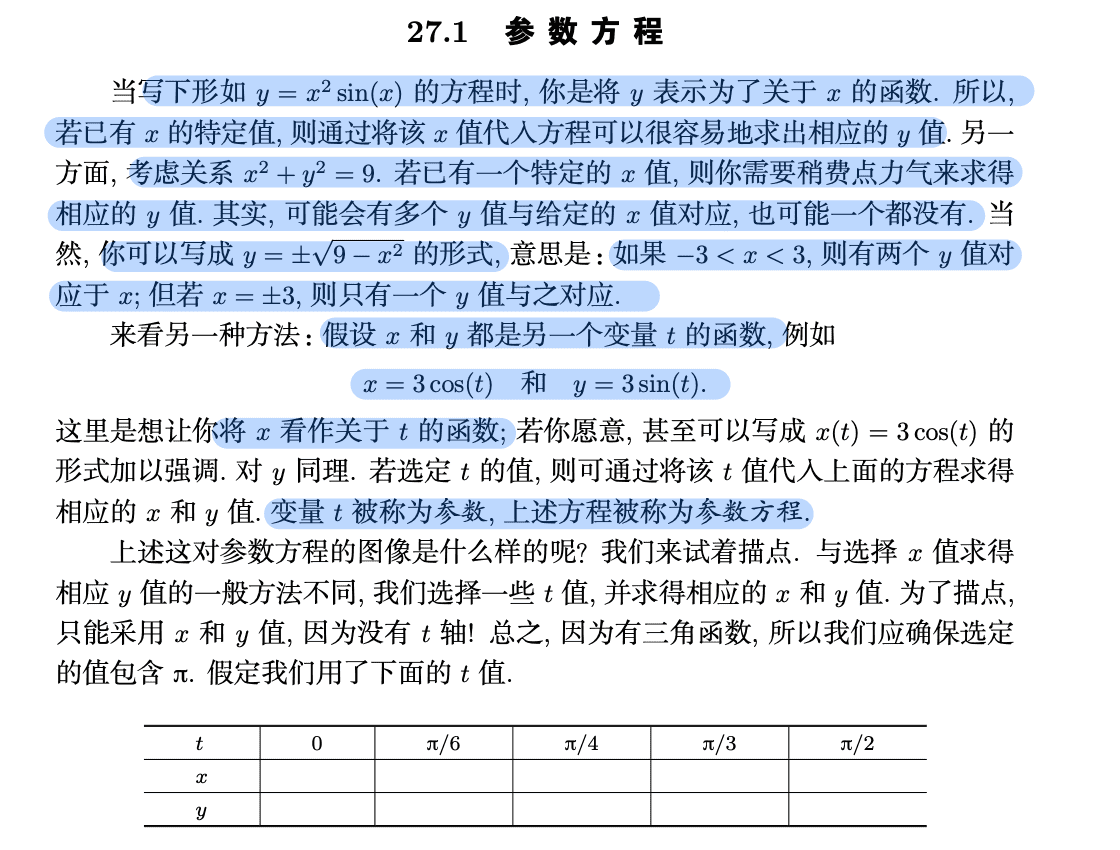 27.1 参数方程
当写下形如 y = x² sin(x) 的方程时, 你是将 y 表示为了关于 x 的函数. 所以,
若已有 x 的特定值, 则通过将该 x 值代入方程可以很容易地求出相应的 y 值. 另一
方面, 考虑关系 x² + y² = 9. 若已有一个特定的 x 值, 则你需要稍费点力气来求得
相应的 y 值. 其实, 可能会有多个 y 值与给定的 x 值对应, 也可能一个都没有. 当
然, 你可以写成 y = ±√(9 − x²) 的形式, 意思是: 如果 −3 < x < 3, 则有两个 y 值对
应于 x; 但若 x = ±3, 则只有一个 y 值与之对应.
来看另一种方法: 假设 x 和 y 都是另一个变量 t 的函数, 例如
x = 3 cos(t) 和 y = 3 sin(t).
这里是想让你将 x 看作关于 t 的函数; 若你愿意, 甚至可以写成 x(t) = 3 cos(t) 的
形式加以强调. 对 y 同理. 若选定 t 的值, 则可通过将该 t 值代入上面的方程求得
相应的 x 和 y 值. 变量 t 被称为参数, 上述方程被称为参数方程.
上述这对参数方程的图像是什么样的呢? 我们来试着描点. 与选择 x 值求得
相应 y 值的一般方法不同, 我们选择一些 t 值, 并求得相应的 x 和 y 值. 为了描点,
只能采用 x 和 y 值, 因为没有 t 轴! 总之, 因为有三角函数, 所以我们应确保选定
的值包含 π. 假定我们用了下面的 t 值.
t 0 π/6 π/4 π/3 π/2
x
y